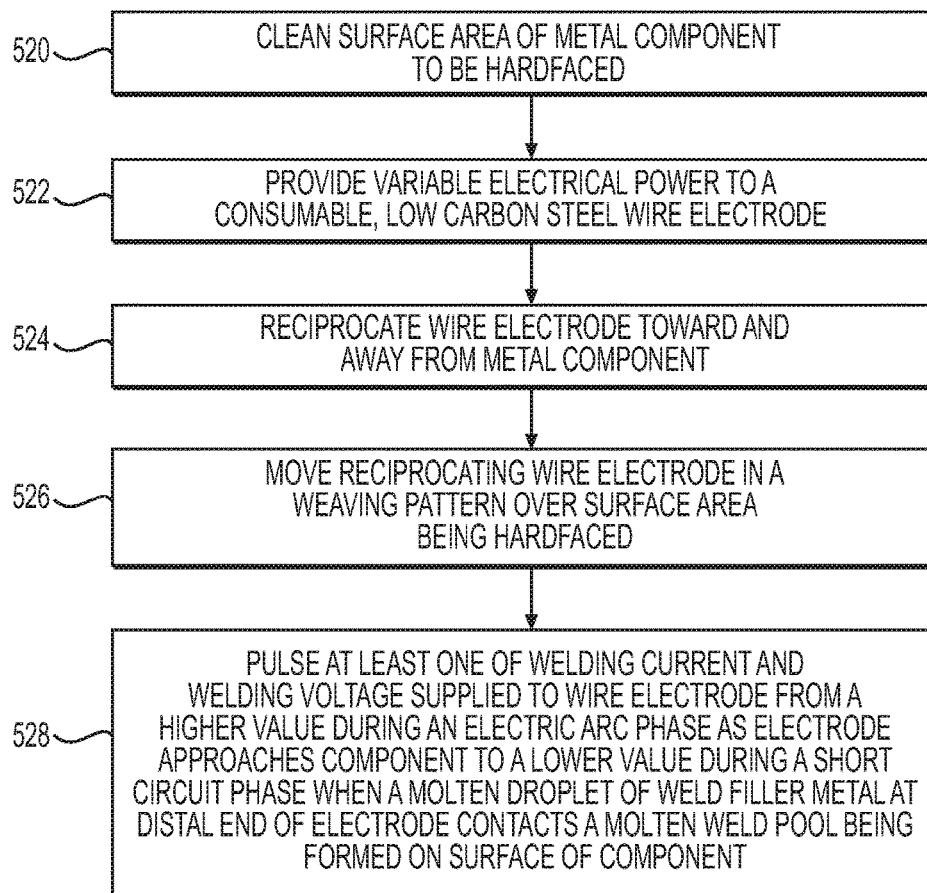 520
CLEAN SURFACE AREA OF METAL COMPONENT
TO BE HARDFACED
522
PROVIDE VARIABLE ELECTRICAL POWER TO A
CONSUMABLE, LOW CARBON STEEL WIRE ELECTRODE
524
RECIPROCATE WIRE ELECTRODE TOWARD AND
AWAY FROM METAL COMPONENT
526
MOVE RECIPROCATING WIRE ELECTRODE IN A
WEAVING PATTERN OVER SURFACE AREA
BEING HARDFACED
528
PULSE AT LEAST ONE OF WELDING CURRENT AND
WELDING VOLTAGE SUPPLIED TO WIRE ELECTRODE FROM A
HIGHER VALUE DURING AN ELECTRIC ARC PHASE AS ELECTRODE
APPROACHES COMPONENT TO A LOWER VALUE DURING A SHORT
CIRCUIT PHASE WHEN A MOLTEN DROPLET OF WELD FILLER METAL AT
DISTAL END OF ELECTRODE CONTACTS A MOLTEN WELD POOL BEING
FORMED ON SURFACE OF COMPONENT